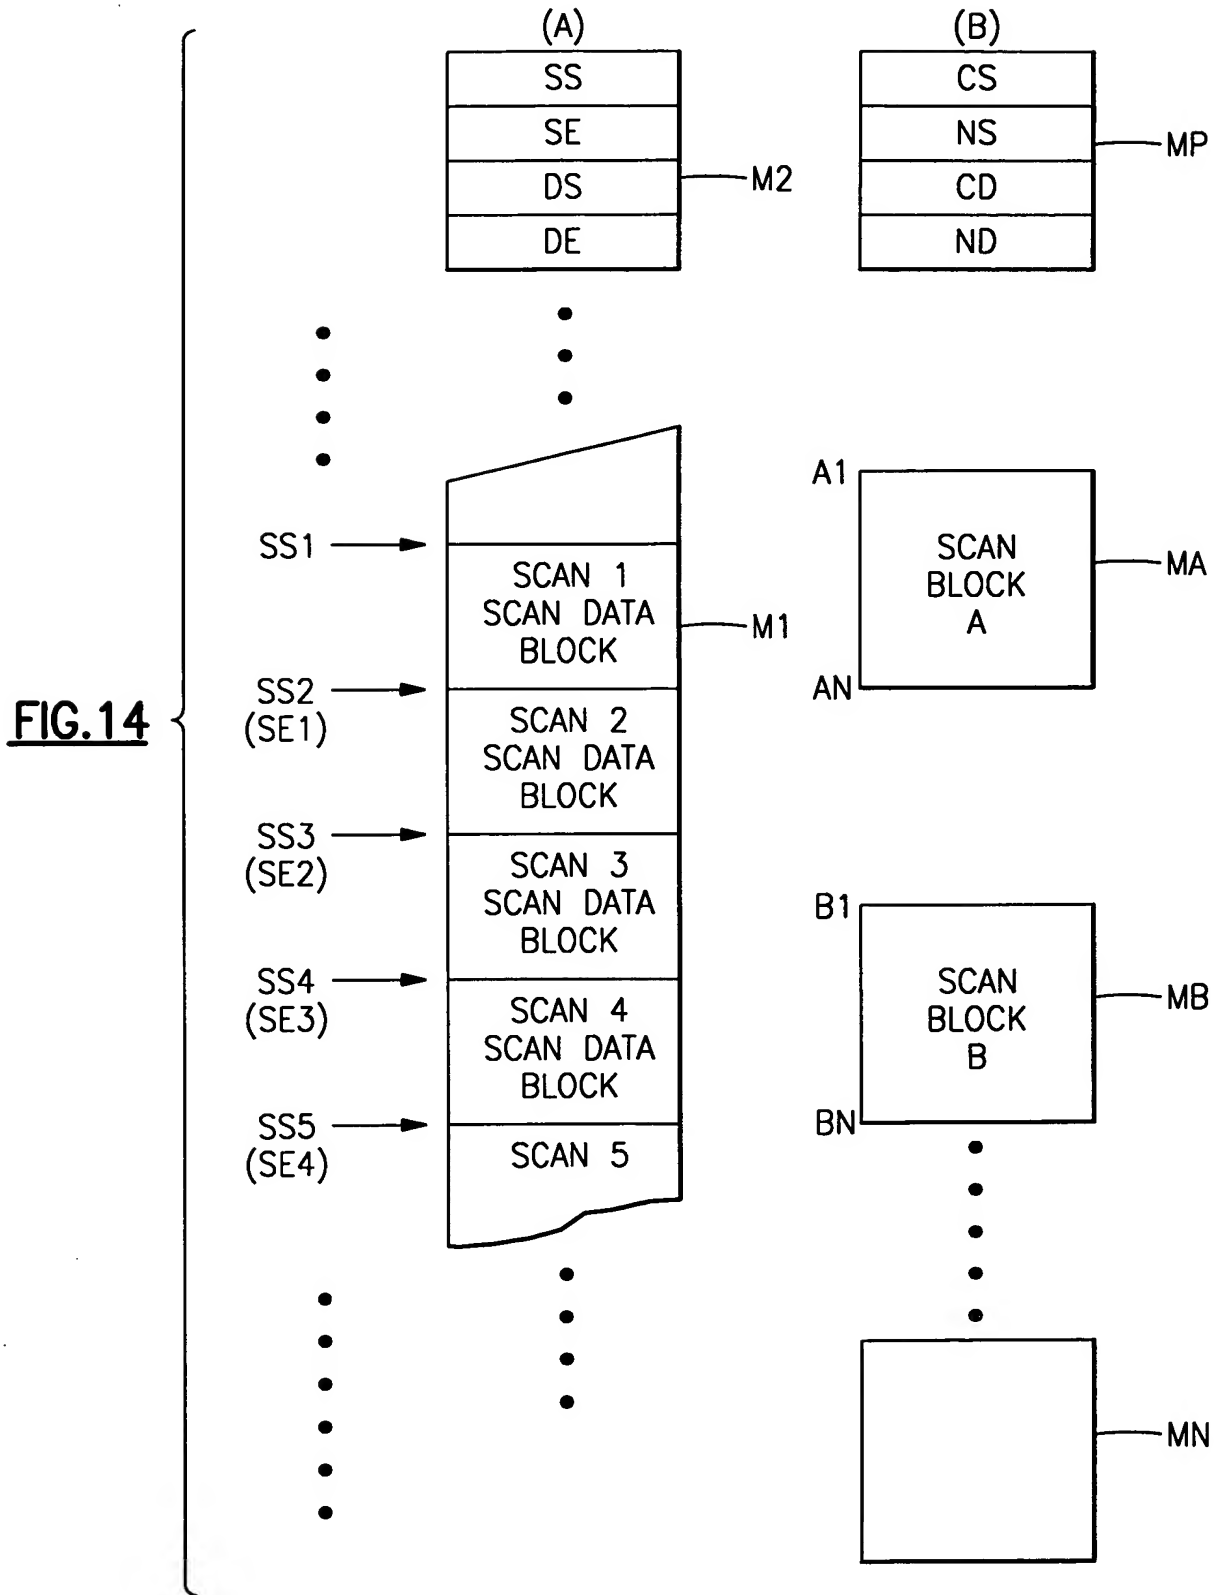 (A)
(B)
SS
SE
DS
DE
M2
CS
NS
CD
ND
MP
FIG.14
SS1
SS2
(SE1)
SS3
(SE2)
SS4
(SE3)
SS5
(SE4)
SCAN 1
SCAN DATA
BLOCK
M1
SCAN 2
SCAN DATA
BLOCK
SCAN 3
SCAN DATA
BLOCK
SCAN 4
SCAN DATA
BLOCK
SCAN 5
A1
SCAN
BLOCK
A
AN
MA
B1
SCAN
BLOCK
B
BN
MB
MN